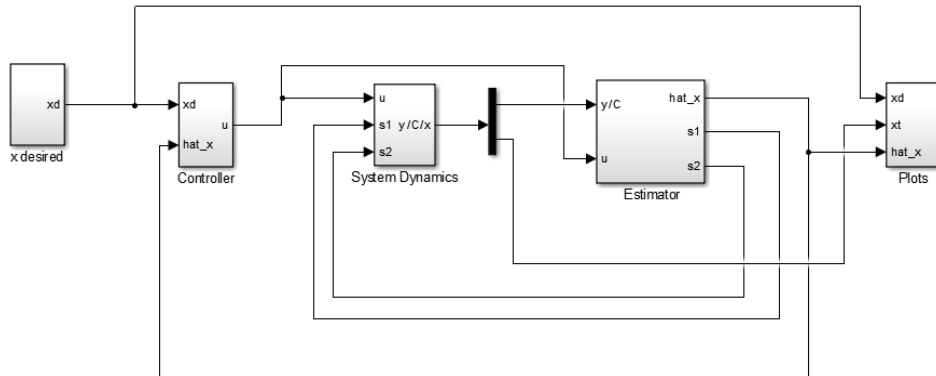 xd
x desired
xd
hat_x
u
Controller
u
s1
s2
y/C/x
System Dynamics
y/C
u
hat_x
s1
s2
Estimator
xd
xt
hat_x
Plots